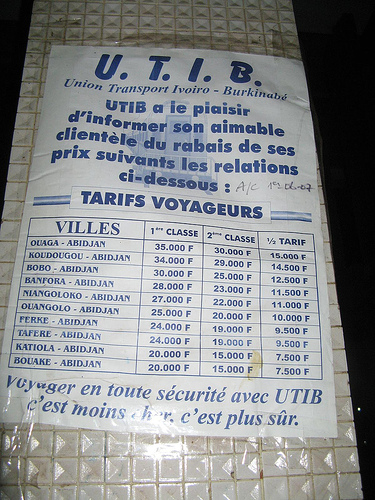 U. T. I. B.
Union Transport Ivoiro - Burkinabé
UTIB a le plaisir
d'informer son aimable
clientèle du rabais de ses
prix suivants les relations
ci-dessous : A/C 1er 06-07
TARIFS VOYAGEURS
VILLES 1ère CLASSE 2ème CLASSE ½ TARIF
OUAGA - ABIDJAN 35.000 F 30.000 F 15.000 F
KOUDOUGOU - ABIDJAN 34.000 F 29.000 F 14.500 F
BOBO - ABIDJAN 30.000 F 25.000 F 12.500 F
BANFORA - ABIDJAN 28.000 F 23.000 F 11.500 F
NIANGOLOKO - ABIDJAN 27.000 F 22.000 F 11.000 F
OUANGOLO - ABIDJAN 25.000 F 20.000 F 10.000 F
FERKE - ABIDJAN 24.000 F 19.000 F 9.500 F
TAFERE - ABIDJAN 24.000 F 19.000 F 9.500 F
KATIOLA - ABIDJAN 20.000 F 15.000 F 7.500 F
BOUAKE - ABIDJAN 20.000 F 15.000 F 7.500 F
Voyager en toute sécurité avec UTIB
c'est moins cher, c'est plus sûr.